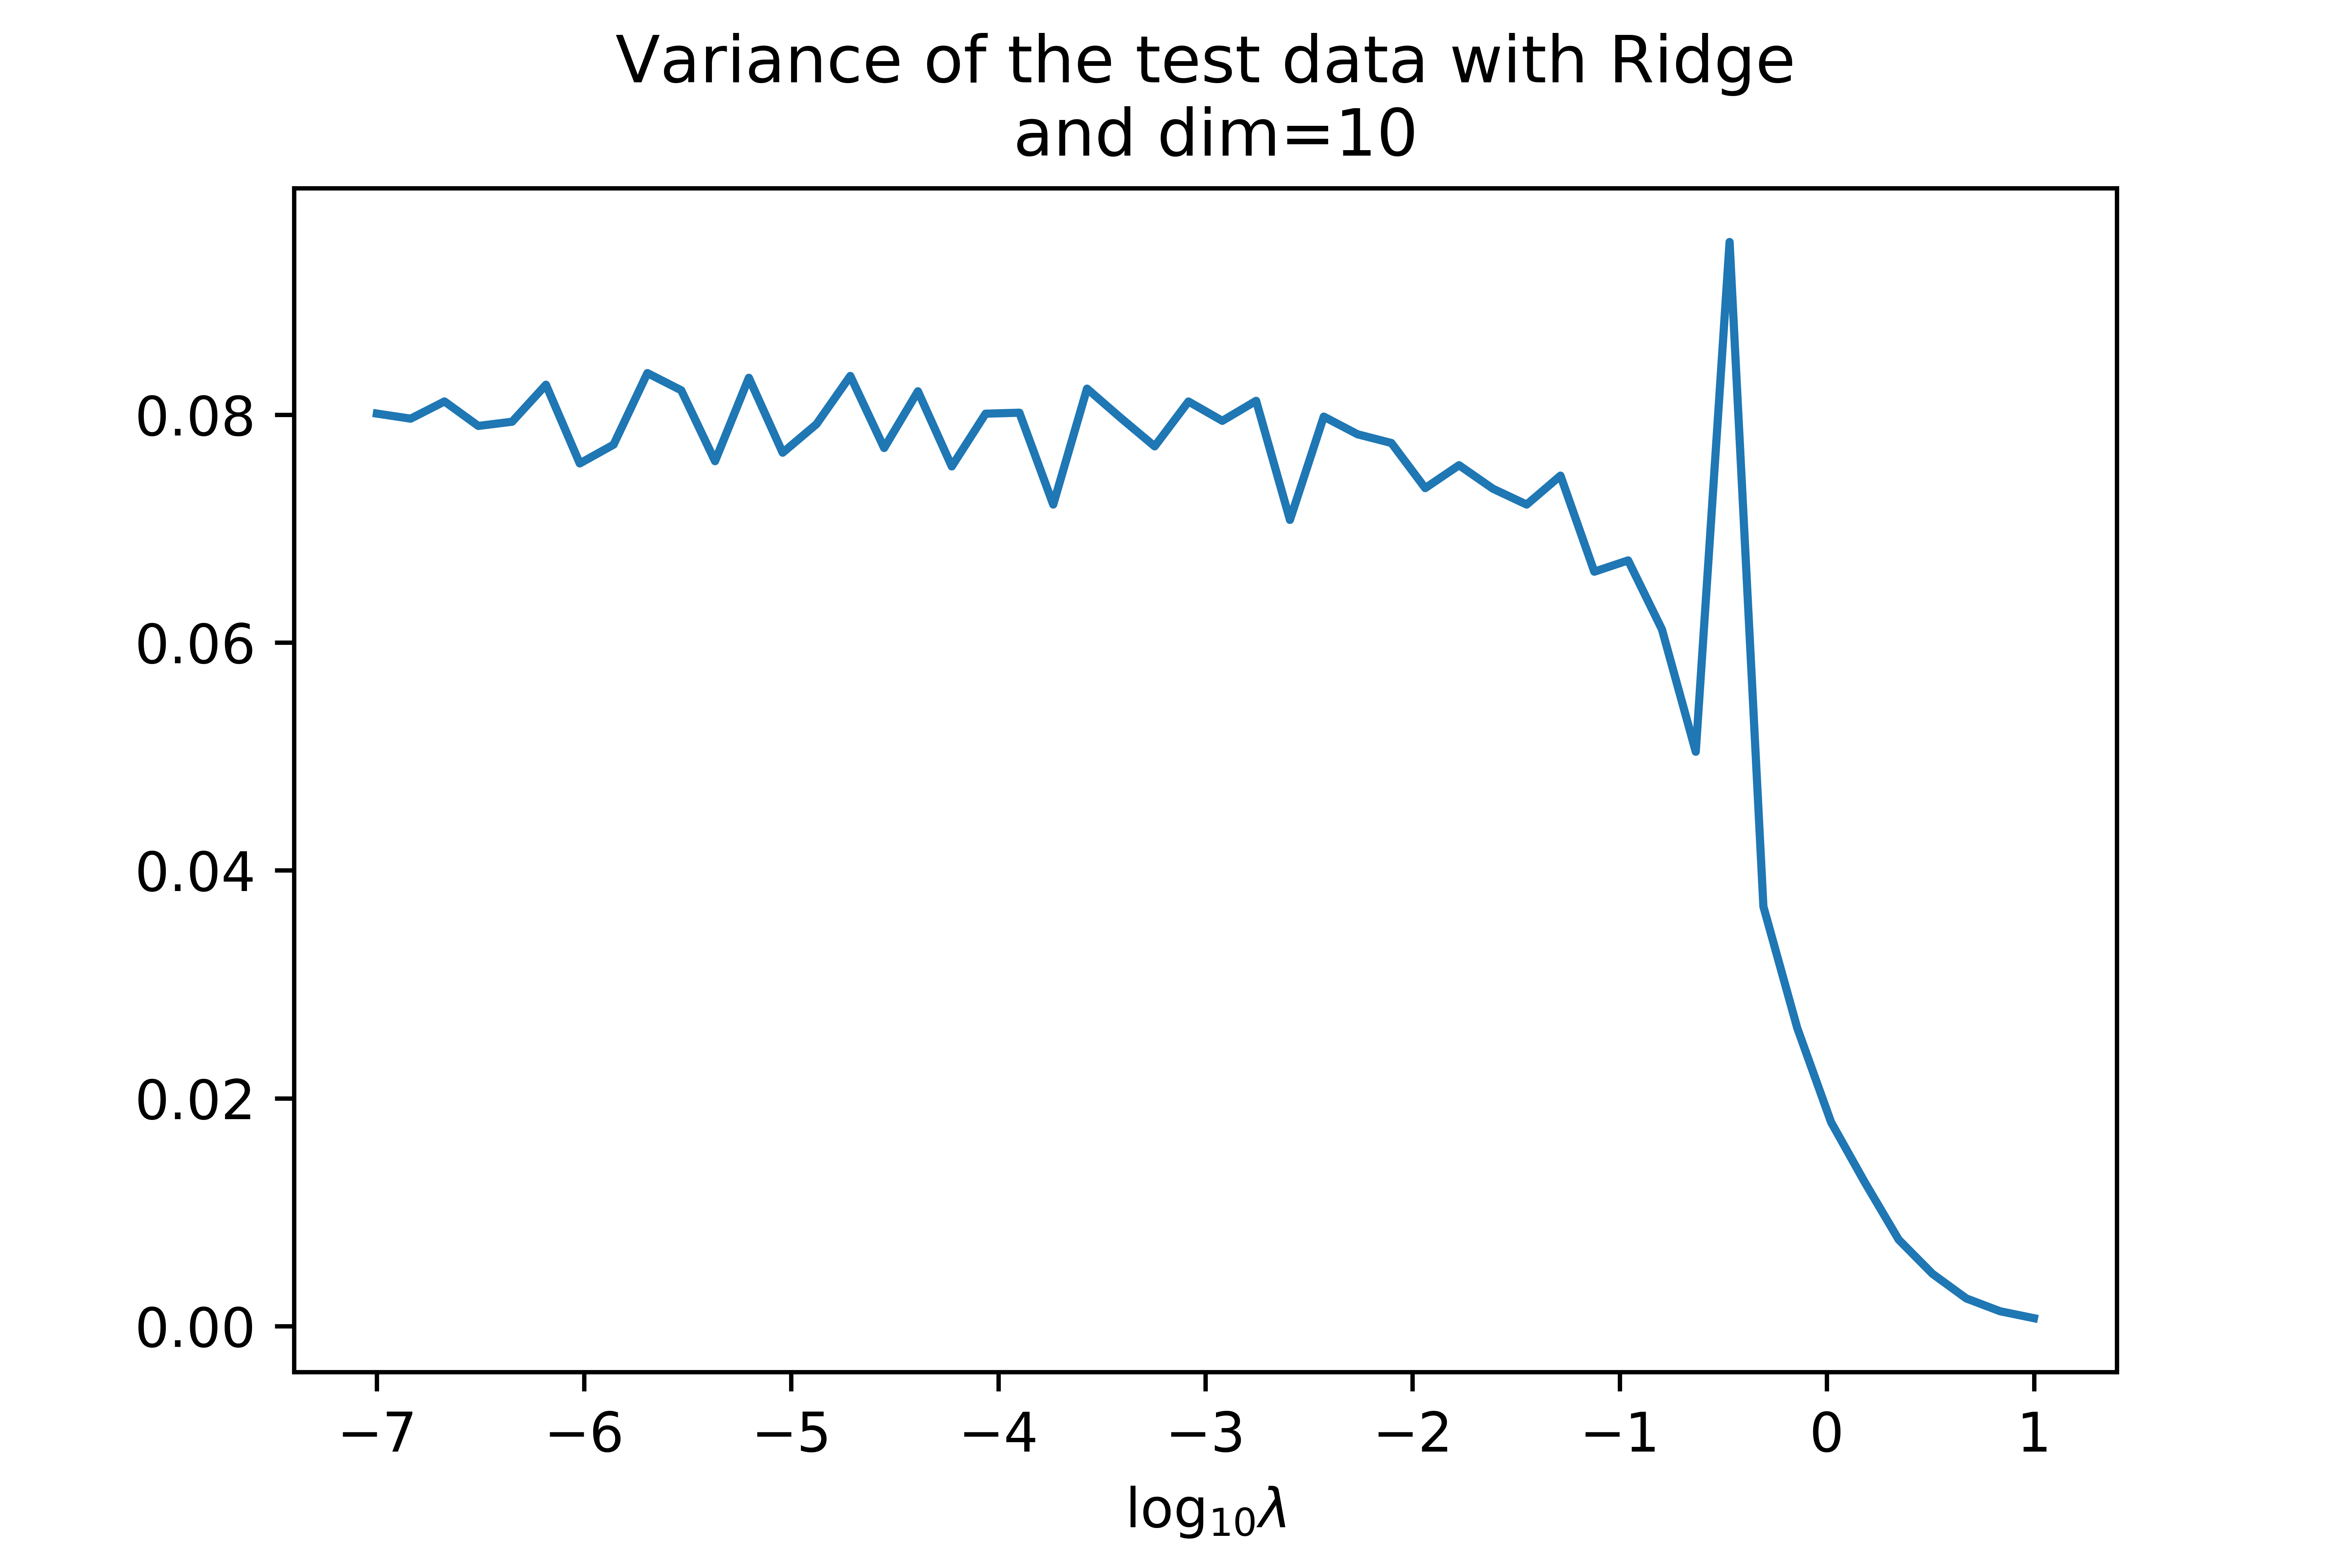 Variance of the test data with Ridge
and dim=10
0.08
0.06
0.04
0.02
0.00
−7 −6 −5 −4 −3 −2 −1 0 1
log₁₀λ